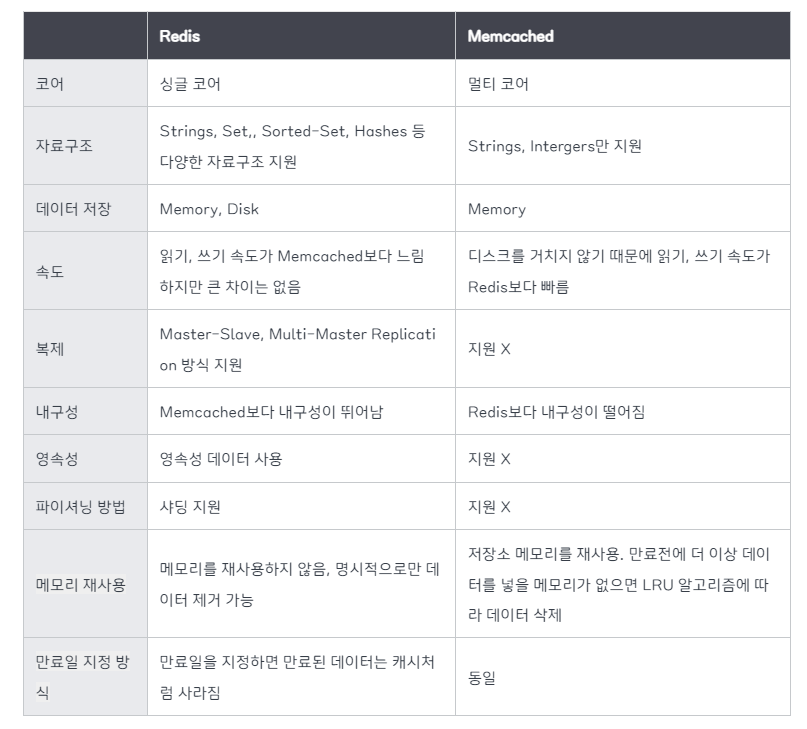 Redis
Memcached
코어
싱글 코어
멀티 코어
자료구조
Strings, Set,, Sorted-Set, Hashes 등
다양한 자료구조 지원
Strings, Intergers만 지원
데이터 저장
Memory, Disk
Memory
속도
읽기, 쓰기 속도가 Memcached보다 느림
하지만 큰 차이는 없음
디스크를 거치지 않기 때문에 읽기, 쓰기 속도가
Redis보다 빠름
복제
Master-Slave, Multi-Master Replicati
on 방식 지원
지원 X
내구성
Memcached보다 내구성이 뛰어남
Redis보다 내구성이 떨어짐
영속성
영속성 데이터 사용
지원 X
파이셔닝 방법
샤딩 지원
지원 X
메모리 재사용
메모리를 재사용하지 않음, 명시적으로만 데
이터 제거 가능
저장소 메모리를 재사용. 만료전에 더 이상 데이
터를 넣을 메모리가 없으면 LRU 알고리즘에 따
라 데이터 삭제
만료일 지정 방
식
만료일을 지정하면 만료된 데이터는 캐시처
럼 사라짐
동일